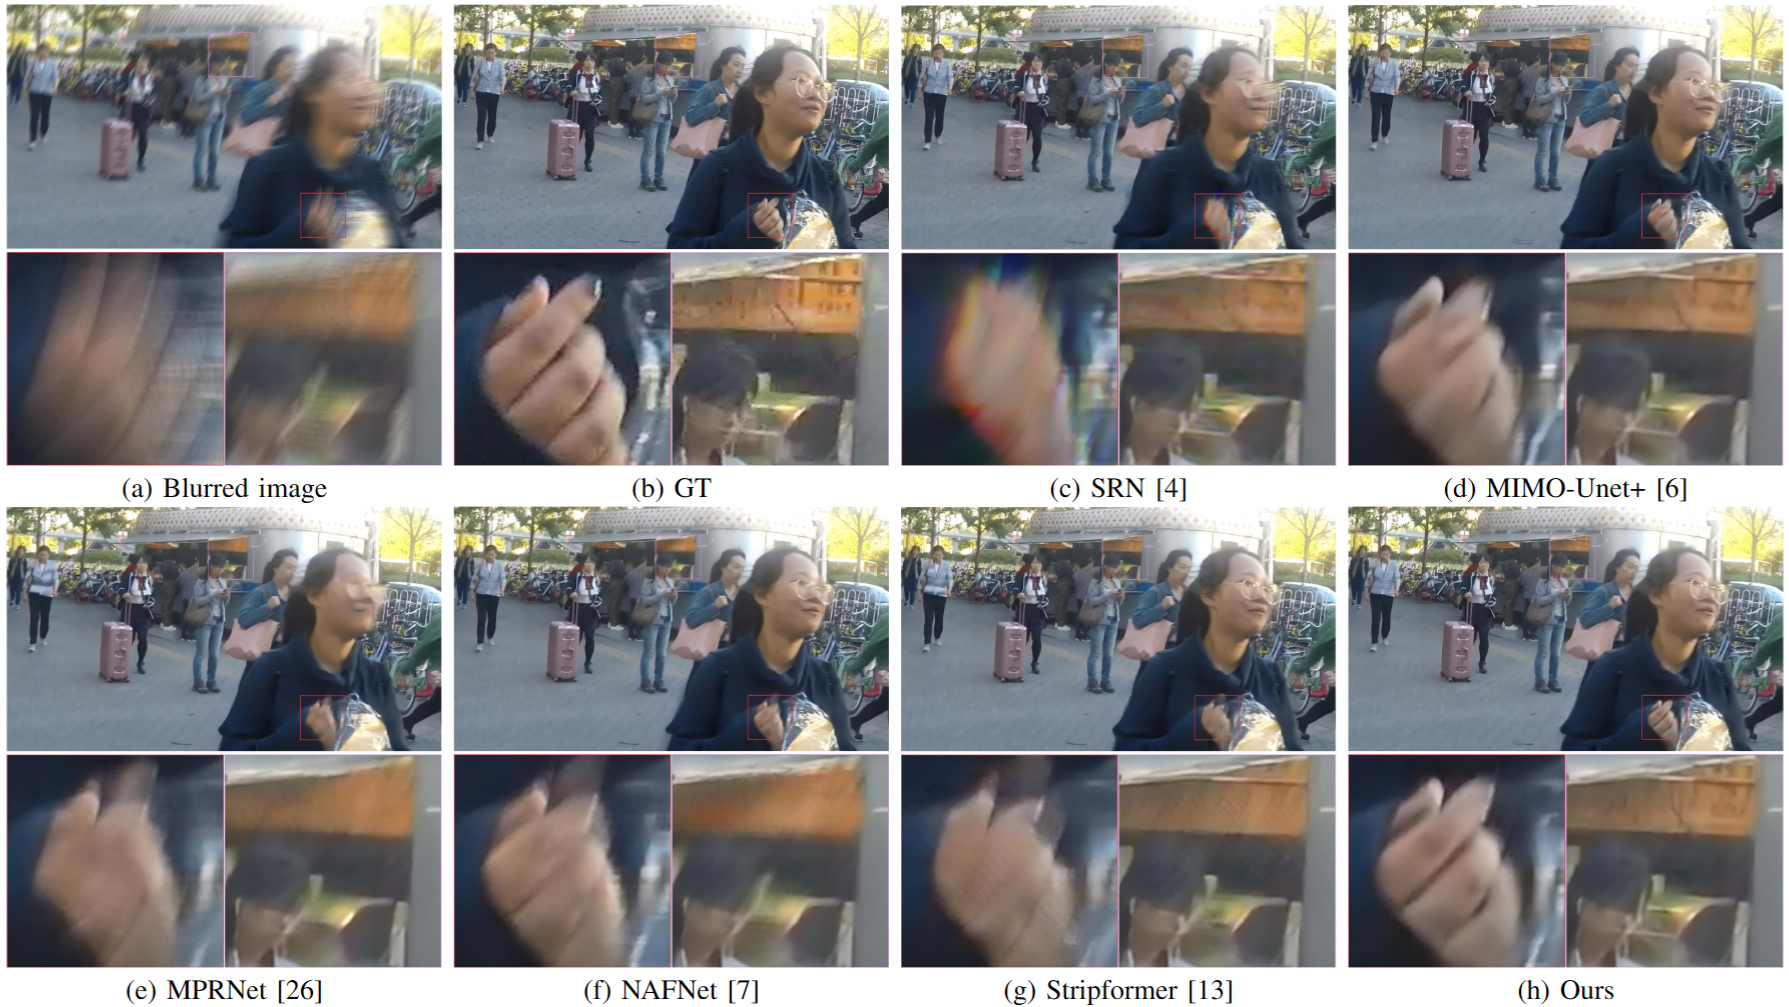 (a) Blurred image
(b) GT
(c) SRN [4]
(d) MIMO-Unet+ [6]
(e) MPRNet [26]
(f) NAFNet [7]
(g) Stripformer [13]
(h) Ours